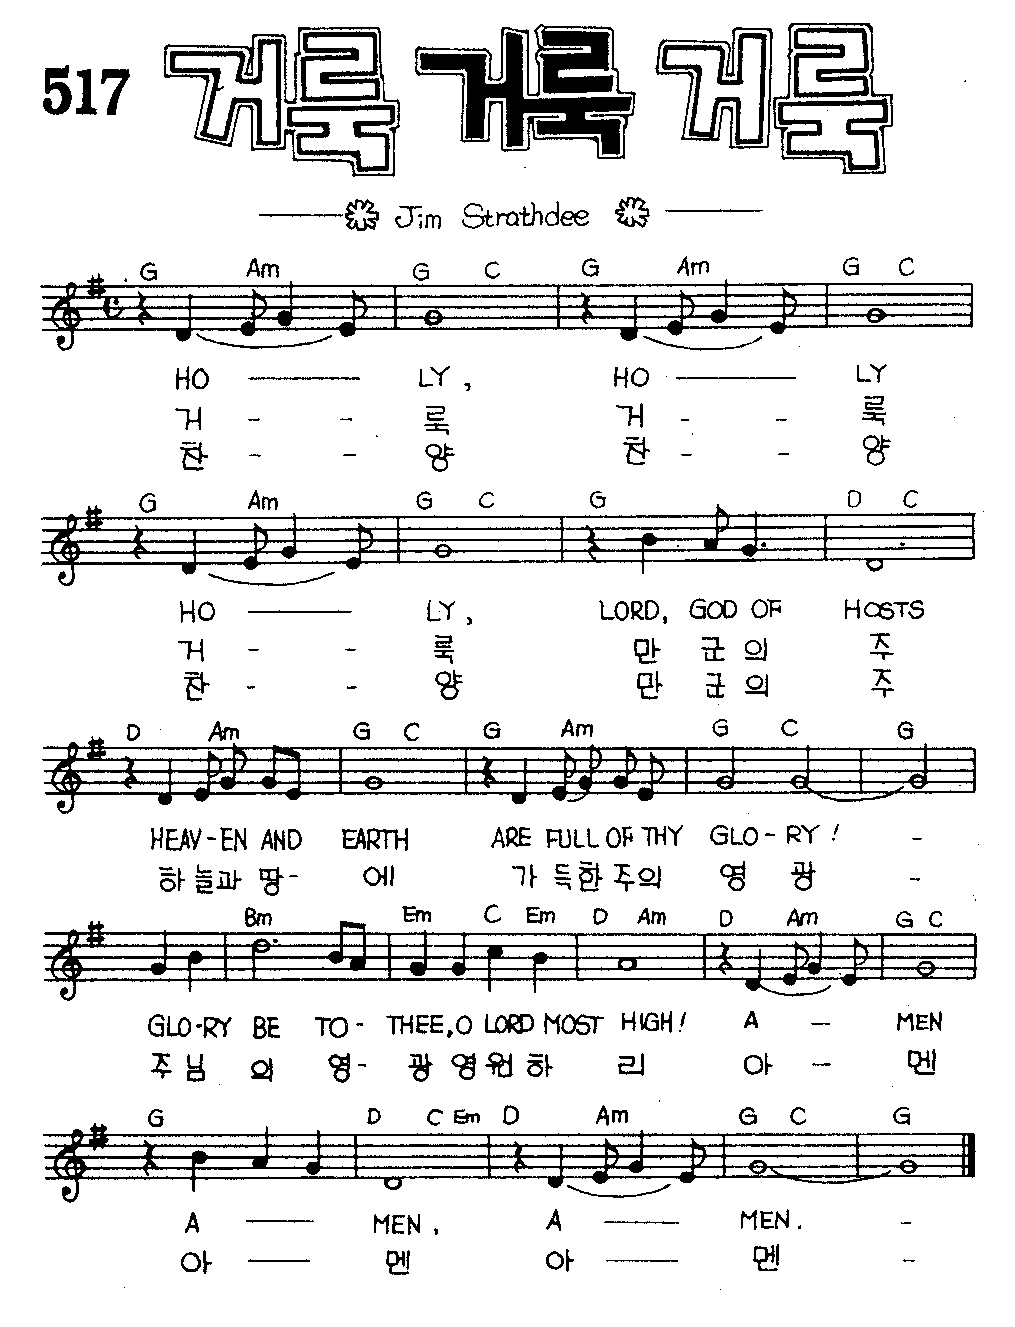 517 거룩 거룩 거룩
Jim Strathdee
G Am G C G Am G C
HO LY, HO LY
거 - - 룩 거 - - 룩
찬 - - 양 찬 - - 양
G Am G C G D C
HO LY, LORD, GOD OF HOSTS
거 - - 룩 만 군 의 주
찬 - - 양 만 군 의 주
D Am G C G Am G C G
HEAV-EN AND EARTH ARE FULL OF THY GLO-RY! -
하 늘과 땅- 에 가 득한 주의 영 광 -
Bm Em C Em D Am D Am G C
GLO-RY BE TO- THEE, O LORD MOST HIGH! A — MEN
주 님 의 영- 광 영원하 리 아 — 멘
G D C Em D Am G C G
A — MEN, A — MEN. -
아 — 멘 아 — 멘 -